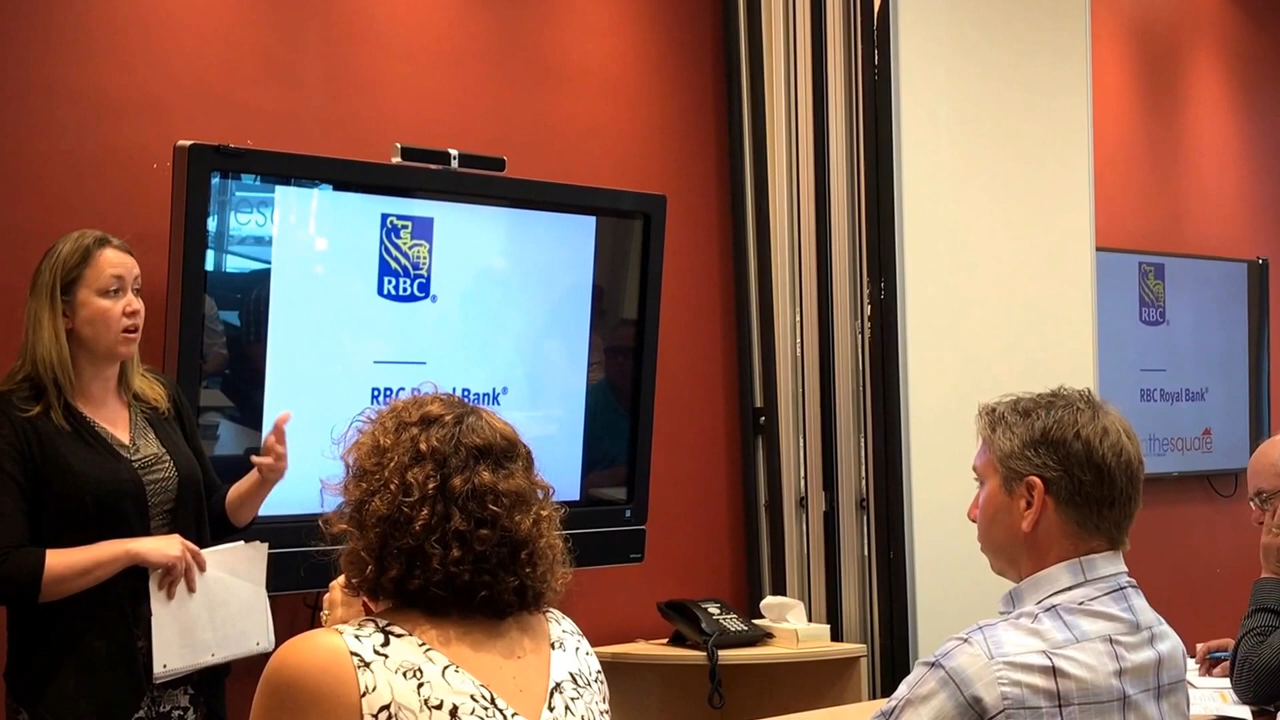 RBC®
RBC Royal Bank®
RBC
RBC Royal Bank®
thesquare